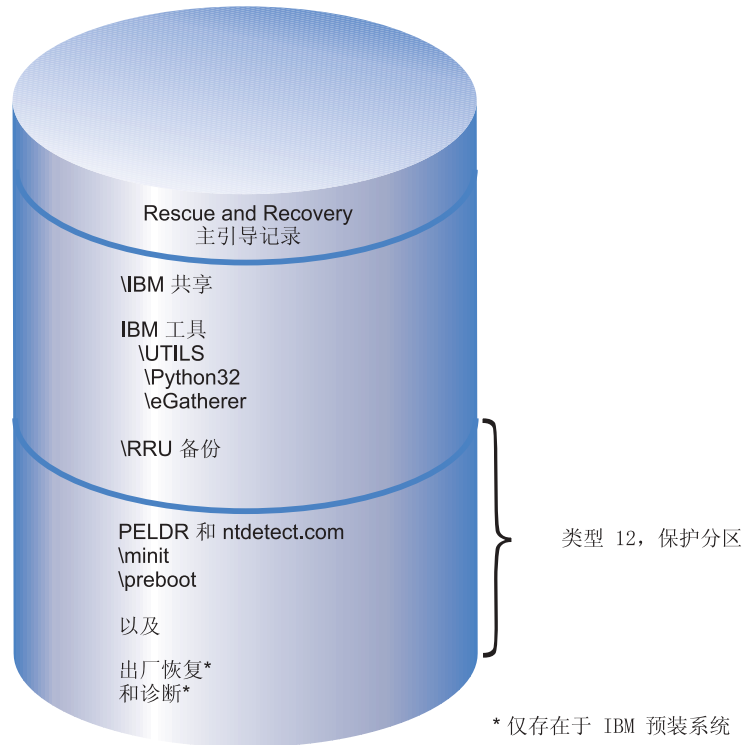 Rescue and Recovery
主引导记录
\IBM 共享
IBM 工具
\UTILS
\Python32
\eGatherer
\RRU 备份
PELDR 和 ntdetect.com
\minit
\preboot
以及
出厂恢复*
和诊断*
类型 12，保护分区
* 仅存在于 IBM 预装系统